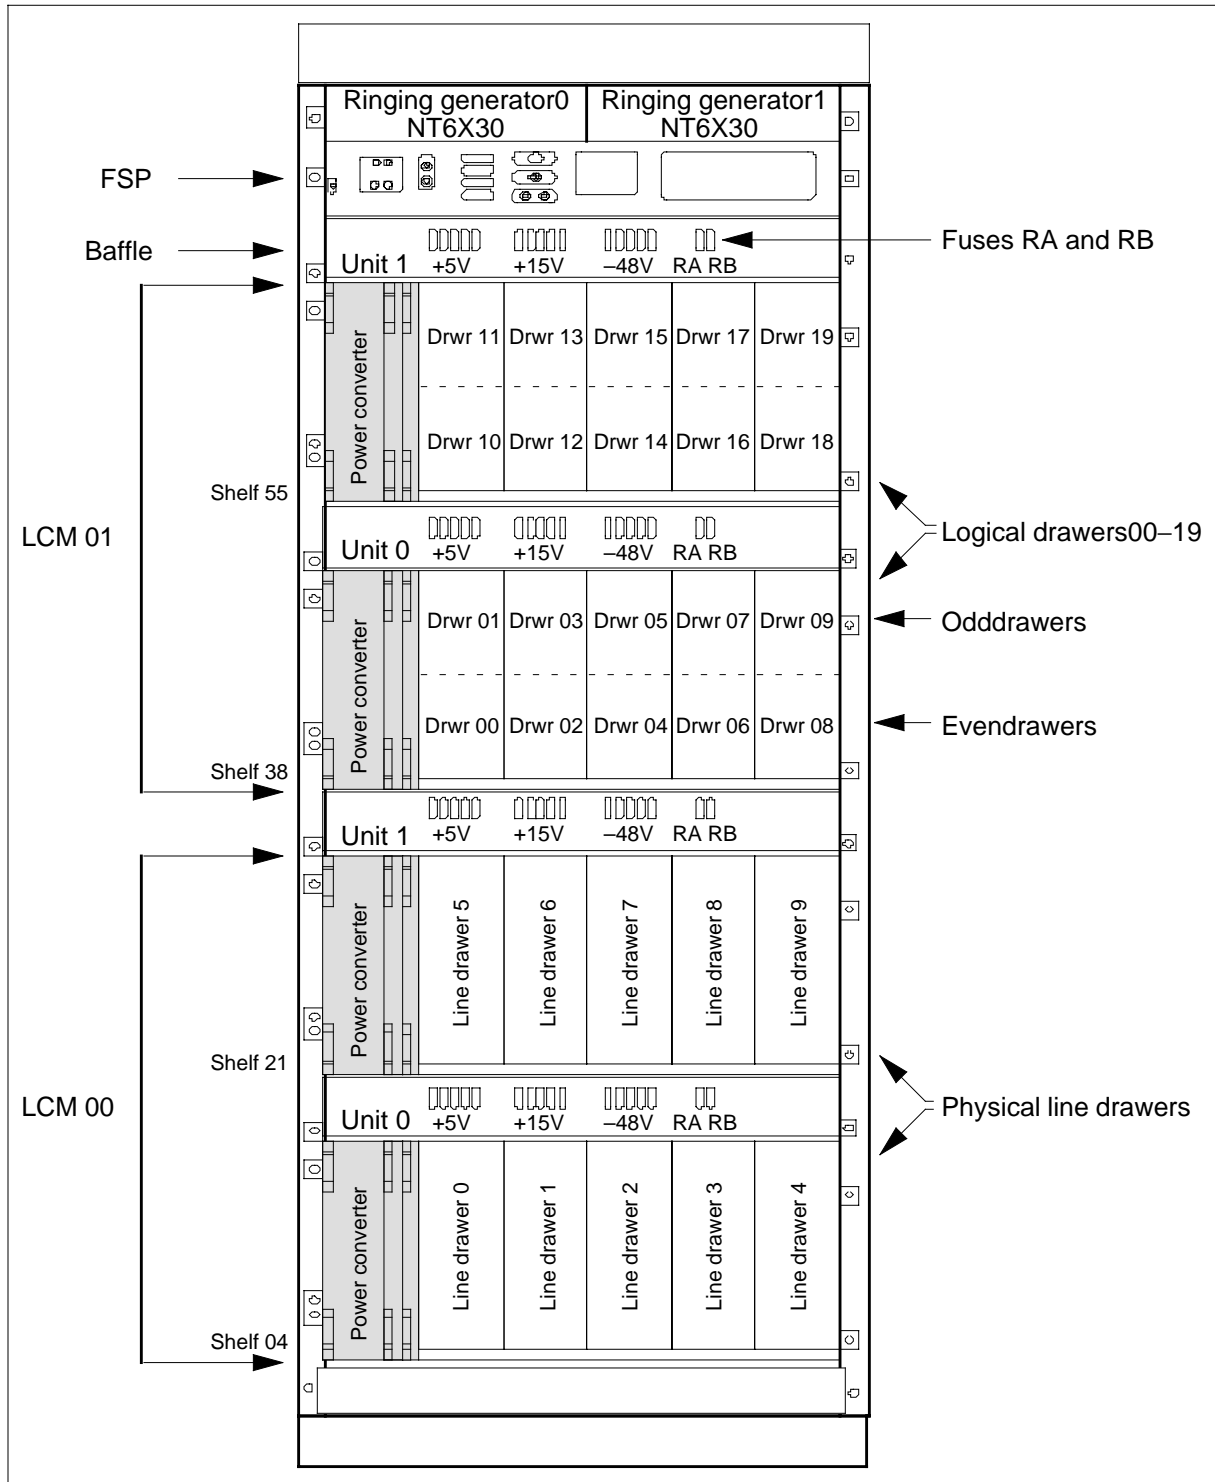 Ringing generator0 Ringing generator1
NT6X30 NT6X30
FSP
Baffle
Fuses RA and RB
Unit 1 +5V +15V –48V RA RB
Power converter
Drwr 11 Drwr 13 Drwr 15 Drwr 17 Drwr 19
Drwr 10 Drwr 12 Drwr 14 Drwr 16 Drwr 18
Shelf 55
LCM 01
Logical drawers00–19
Unit 0 +5V +15V –48V RA RB
Power converter
Drwr 01 Drwr 03 Drwr 05 Drwr 07 Drwr 09
Odddrawers
Drwr 00 Drwr 02 Drwr 04 Drwr 06 Drwr 08
Evendrawers
Shelf 38
Unit 1 +5V +15V –48V RA RB
Power converter
Line drawer 5
Line drawer 6
Line drawer 7
Line drawer 8
Line drawer 9
Shelf 21
LCM 00
Physical line drawers
Unit 0 +5V +15V –48V RA RB
Power converter
Line drawer 0
Line drawer 1
Line drawer 2
Line drawer 3
Line drawer 4
Shelf 04